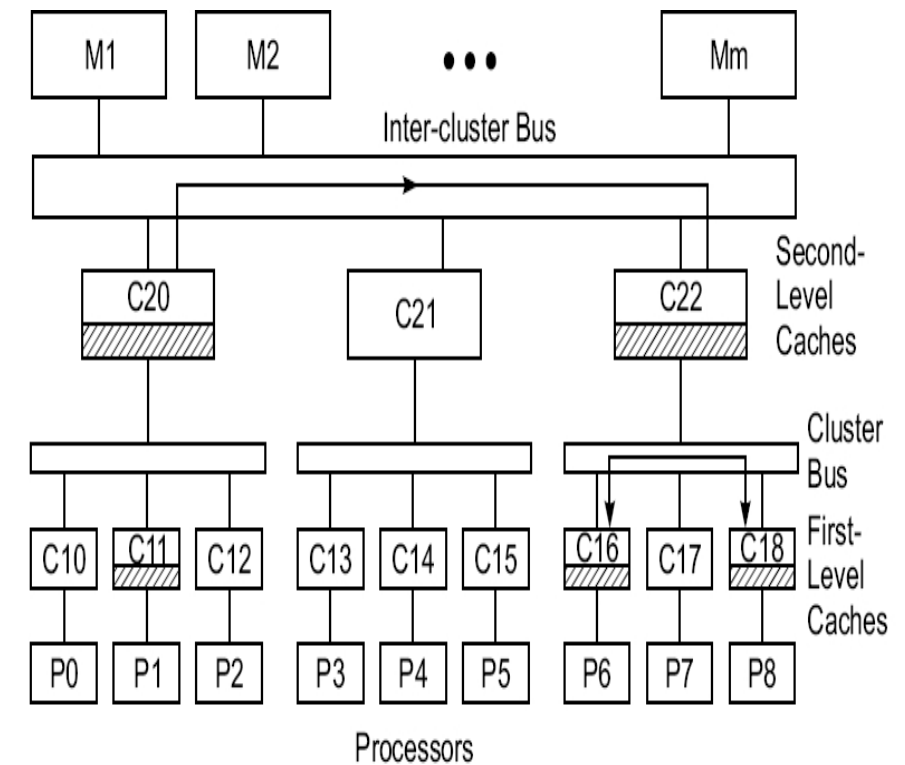 M1 M2 ••• Mm
Inter-cluster Bus
C20 C21 C22
Second-
Level
Caches
Cluster
Bus
C10 C11 C12 C13 C14 C15 C16 C17 C18
First-
Level
Caches
P0 P1 P2 P3 P4 P5 P6 P7 P8
Processors